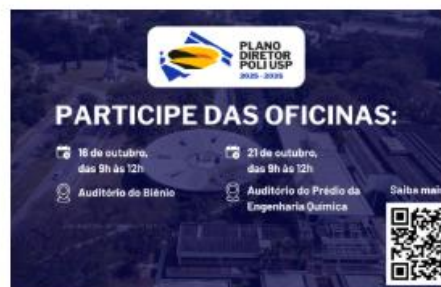 PLANO
DIRETOR
POLI USP
2025 - 2035
PARTICIPE DAS OFICINAS:
16 de outubro,
das 9h às 12h
Auditório do Biênio
21 de outubro,
das 9h às 12h
Auditório do Prédio da
Engenharia Química
Saiba mais